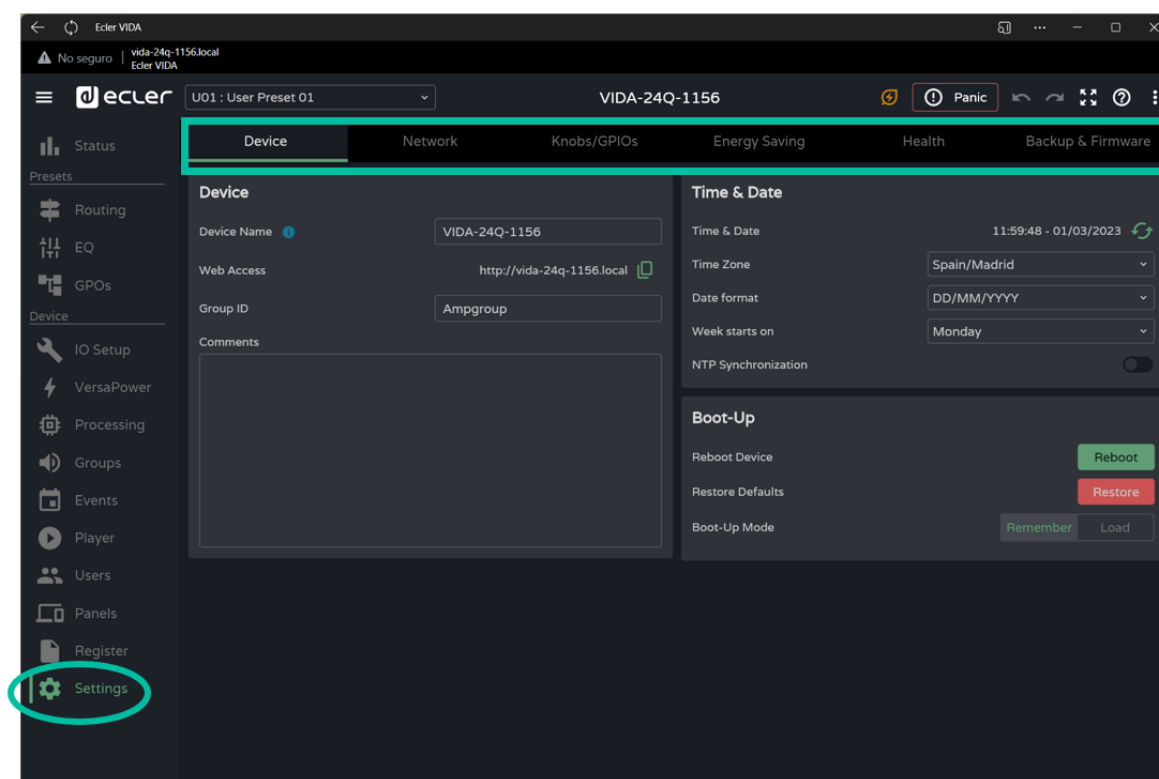 Ecler VIDA
No seguro
vida-24q-1156.local
Ecler VIDA
ecler
U01 : User Preset 01
VIDA-24Q-1156
Panic
Status
Presets
Routing
EQ
GPOs
Device
IO Setup
VersaPower
Processing
Groups
Events
Player
Users
Panels
Register
Settings
Device Network Knobs/GPIOs Energy Saving Health Backup & Firmware
Device
Device Name VIDA-24Q-1156
Web Access http://vida-24q-1156.local
Group ID Ampgroup
Comments
Time & Date
Time & Date 11:59:48 - 01/03/2023
Time Zone Spain/Madrid
Date format DD/MM/YYYY
Week starts on Monday
NTP Synchronization
Boot-Up
Reboot Device Reboot
Restore Defaults Restore
Boot-Up Mode Remember Load